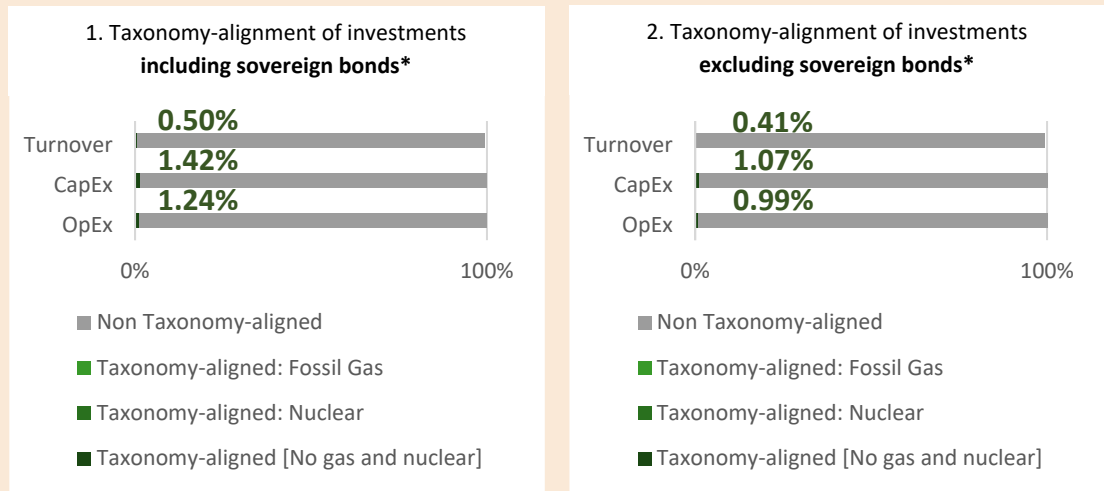 1. Taxonomy-alignment of investments
including sovereign bonds*
0.50%
Turnover
1.42%
CapEx
1.24%
OpEx
0%
100%
Non Taxonomy-aligned
Taxonomy-aligned: Fossil Gas
Taxonomy-aligned: Nuclear
Taxonomy-aligned [No gas and nuclear]
2. Taxonomy-alignment of investments
excluding sovereign bonds*
0.41%
Turnover
1.07%
CapEx
0.99%
OpEx
0%
100%
Non Taxonomy-aligned
Taxonomy-aligned: Fossil Gas
Taxonomy-aligned: Nuclear
Taxonomy-aligned [No gas and nuclear]